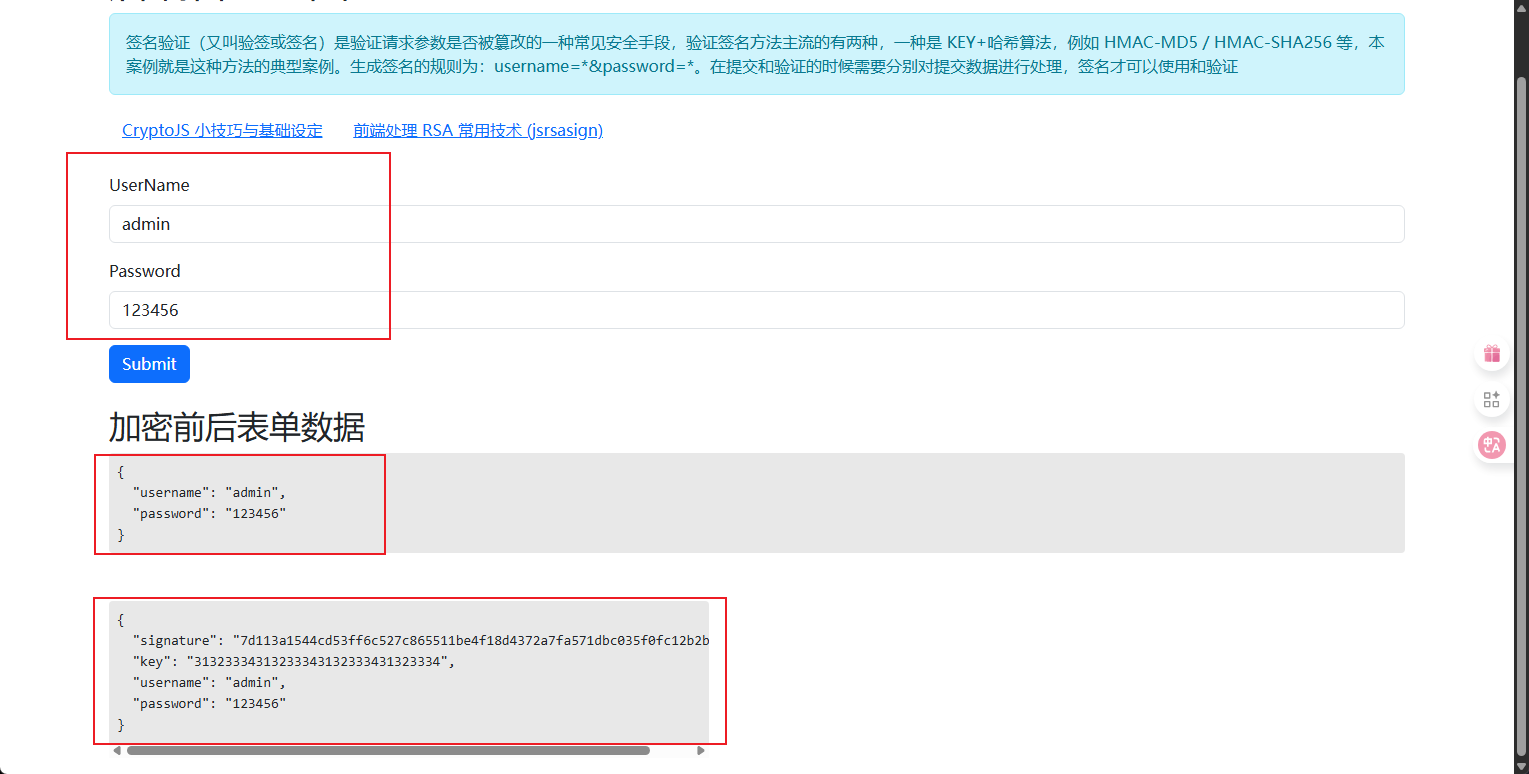 签名验证（又叫验签或签名）是验证请求参数是否被篡改的一种常见安全手段，验证签名方法主流的有两种，一种是 KEY+哈希算法，例如 HMAC-MD5 / HMAC-SHA256 等，本
案例就是这种方法的典型案例。生成签名的规则为：username=*&password=*。在提交和验证的时候需要分别对提交数据进行处理，签名才可以使用和验证
CryptoJS 小技巧与基础设定 前端处理 RSA 常用技术 (jsrsasign)
UserName
admin
Password
123456
Submit
加密前后表单数据
{
"username": "admin",
"password": "123456"
}
{
"signature": "7d113a1544cd53ff6c527c865511be4f18d4372a7fa571dbc035f0fc12b2b
"key": "31323334313233343132333431323334",
"username": "admin",
"password": "123456"
}